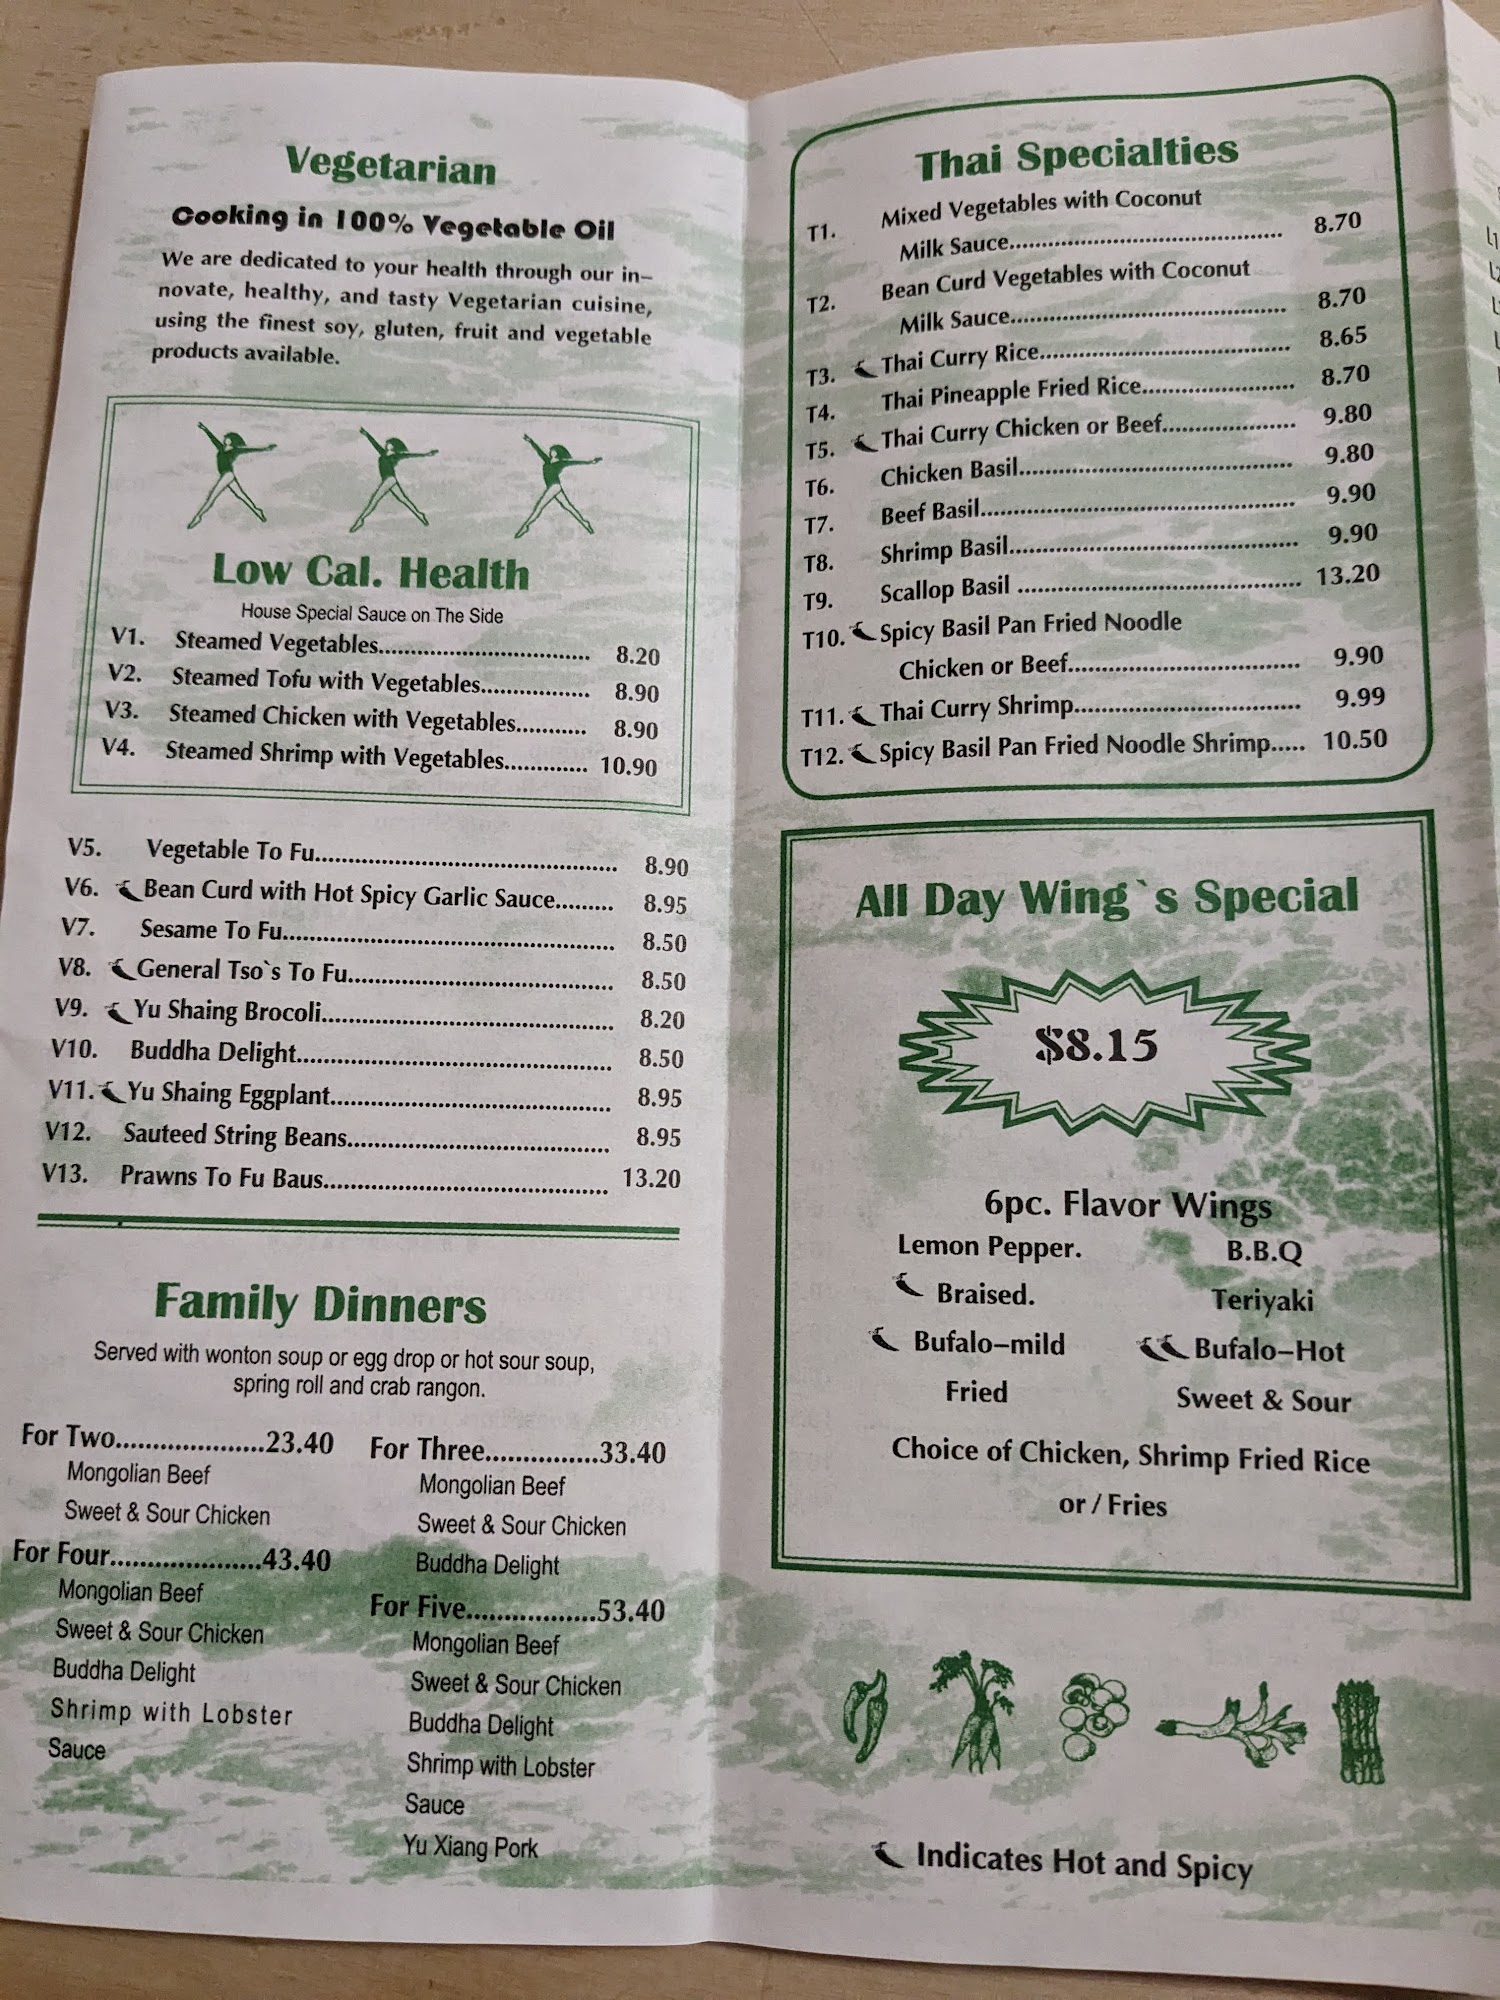 Vegetarian
Cooking in 100% Vegetable Oil
We are dedicated to your health through our in-
novate, healthy, and tasty Vegetarian cuisine,
using the finest soy, gluten, fruit and vegetable
products available.
Low Cal. Health
House Special Sauce on The Side
V1. Steamed Vegetables 8.20
V2. Steamed Tofu with Vegetables 8.90
V3. Steamed Chicken with Vegetables 8.90
V4. Steamed Shrimp with Vegetables 10.90
V5. Vegetable To Fu 8.90
V6. Bean Curd with Hot Spicy Garlic Sauce 8.95
V7. Sesame To Fu 8.50
V8. General Tso`s To Fu 8.50
V9. Yu Shaing Brocoli 8.20
V10. Buddha Delight 8.50
V11. Yu Shaing Eggplant 8.95
V12. Sauteed String Beans 8.95
V13. Prawns To Fu Baus 13.20
Family Dinners
Served with wonton soup or egg drop or hot sour soup,
spring roll and crab rangon.
For Two 23.40
Mongolian Beef
Sweet & Sour Chicken
For Four 43.40
Mongolian Beef
Sweet & Sour Chicken
Buddha Delight
Shrimp with Lobster
Sauce
For Three 33.40
Mongolian Beef
Sweet & Sour Chicken
Buddha Delight
For Five 53.40
Mongolian Beef
Sweet & Sour Chicken
Buddha Delight
Shrimp with Lobster
Sauce
Yu Xiang Pork
Thai Specialties
T1. Mixed Vegetables with Coconut
Milk Sauce 8.70
T2. Bean Curd Vegetables with Coconut
Milk Sauce 8.70
T3. Thai Curry Rice 8.65
T4. Thai Pineapple Fried Rice 8.70
T5. Thai Curry Chicken or Beef 9.80
T6. Chicken Basil 9.80
T7. Beef Basil 9.90
T8. Shrimp Basil 9.90
T9. Scallop Basil 13.20
T10. Spicy Basil Pan Fried Noodle
Chicken or Beef 9.90
T11. Thai Curry Shrimp 9.99
T12. Spicy Basil Pan Fried Noodle Shrimp 10.50
All Day Wing`s Special
$8.15
6pc. Flavor Wings
Lemon Pepper. B.B.Q
Braised. Teriyaki
Bufalo-mild Bufalo-Hot
Fried Sweet & Sour
Choice of Chicken, Shrimp Fried Rice
or / Fries
Indicates Hot and Spicy